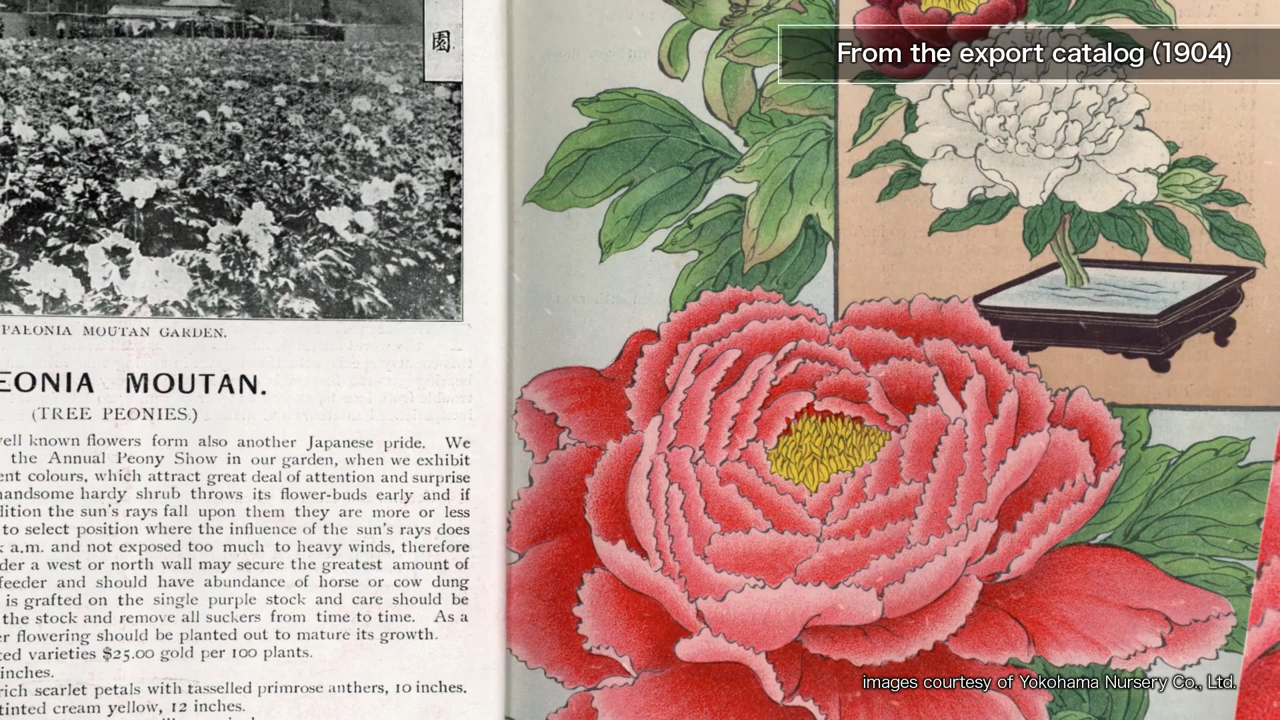 From the export catalog (1904)
園
PAEONIA MOUTAN GARDEN.
EONIA MOUTAN.
(TREE PEONIES.)
well known flowers form also another Japanese pride. We
the Annual Peony Show in our garden, when we exhibit
ent colours, which attract great deal of attention and surprise
handsome hardy shrub throws its flower-buds early and if
dition the sun's rays fall upon them they are more or less
to select position where the influence of the sun's rays does
a.m. and not exposed too much to heavy winds, therefore
der a west or north wall may secure the greatest amount of
feeder and should have abundance of horse or cow dung
is grafted on the single purple stock and care should be
the stock and remove all suckers from time to time. As a
er flowering should be planted out to mature its growth.
ted varieties $25.00 gold per 100 plants.
inches.
rich scarlet petals with tasselled primrose anthers, 10 inches.
tinted cream yellow, 12 inches.
images courtesy of Yokohama Nursery Co., Ltd.